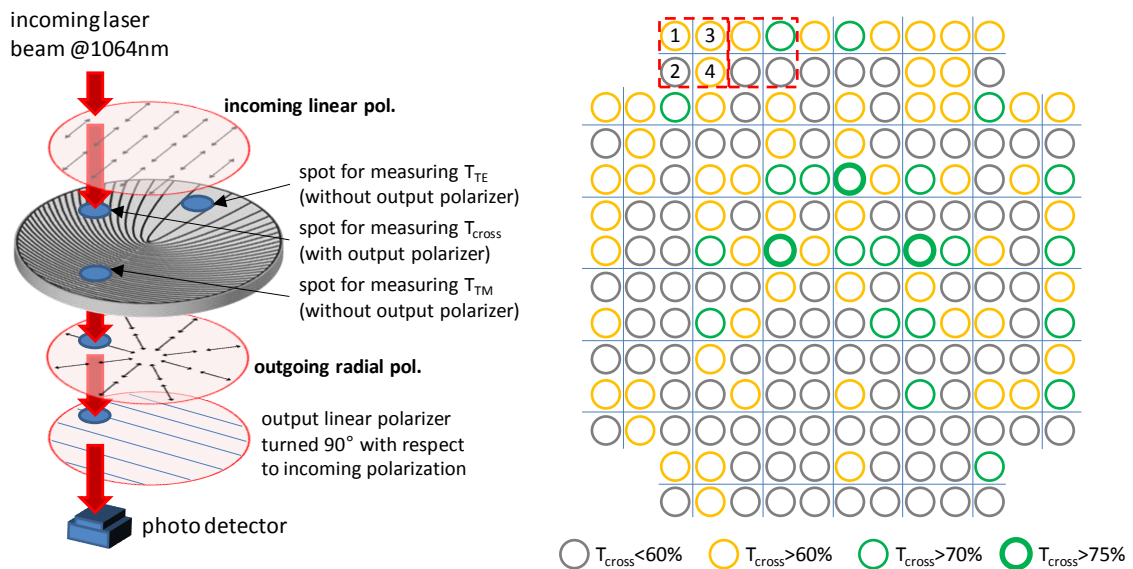 incoming laser
beam @1064nm
incoming linear pol.
spot for measuring T_TE
(without output polarizer)
spot for measuring T_cross
(with output polarizer)
spot for measuring T_TM
(without output polarizer)
outgoing radial pol.
output linear polarizer
turned 90° with respect
to incoming polarization
photo detector
1 3
2 4
T_cross<60% T_cross>60% T_cross>70% T_cross>75%